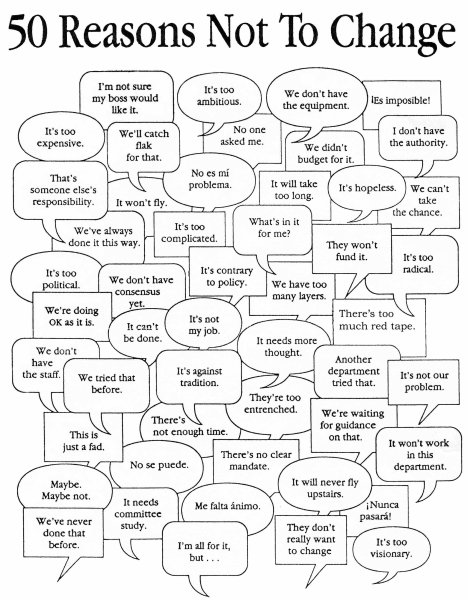 50 Reasons Not To Change
I'm not sure
my boss would
like it.
It's too
ambitious.
We don't have
the equipment.
¡Es imposible!
It's too
expensive.
We'll catch
flak
for that.
No one
asked me.
We didn't
budget for it.
I don't have
the authority.
That's
someone else's
responsibility.
It won't fly.
No es mí
problema.
It will take
too long.
It's hopeless.
We can't
take
the chance.
We've always
done it this way.
It's too
complicated.
What's in it
for me?
They won't
fund it.
It's too
radical.
It's too
political.
We don't have
consensus
yet.
It's contrary
to policy.
We have too
many layers.
We're doing
OK as it is.
It can't
be done.
It's not
my job.
It needs more
thought.
There's too
much red tape.
We don't
have
the staff.
We tried that
before.
It's against
tradition.
They're too
entrenched.
Another
department
tried that.
It's not our
problem.
This is
just a fad.
There's
not enough time.
We're waiting
for guidance
on that.
It won't work
in this
department.
No se puede.
There's no clear
mandate.
Maybe.
Maybe not.
It needs
committee
study.
Me falta ánimo.
It will never fly
upstairs.
¡Nunca
pasará!
We've never
done that
before.
I'm all for it,
but . . .
They don't
really want
to change
It's too
visionary.